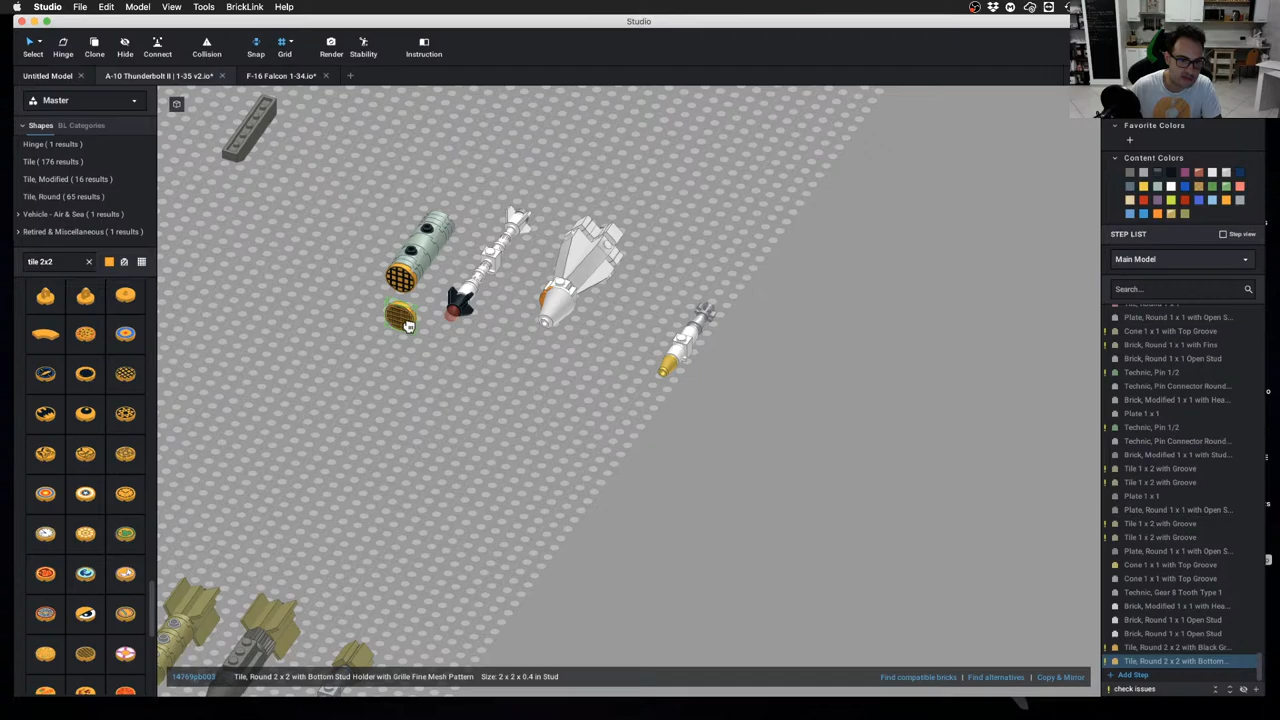 Studio File Edit Model View Tools BrickLink Help
Studio
Select Hinge Clone Hide Connect Collision Snap Grid Render Stability Instruction
Untitled Model A-10 Thunderbolt II | 1-35 v2.io* F-16 Falcon 1-34.io*
Master
Shapes BL Categories
Hinge ( 1 results )
Tile ( 176 results )
Tile, Modified ( 16 results )
Tile, Round ( 65 results )
Vehicle - Air & Sea ( 1 results )
Retired & Miscellaneous ( 1 results )
tile 2x2
Favorite Colors
Content Colors
STEP LIST Step view
Main Model
Search...
Plate, Round 1 x 1 with Open S...
Cone 1 x 1 with Top Groove
Brick, Round 1 x 1 with Fins
Brick, Round 1 x 1 Open Stud
Technic, Pin 1/2
Technic, Pin Connector Round...
Brick, Modified 1 x 1 with Hea...
Plate 1 x 1
Technic, Pin 1/2
Technic, Pin Connector Round...
Brick, Modified 1 x 1 with Stud...
Tile 1 x 2 with Groove
Tile 1 x 2 with Groove
Plate 1 x 1
Plate, Round 1 x 1 with Open S...
Tile 1 x 2 with Groove
Tile 1 x 2 with Groove
Plate, Round 1 x 1 with Open S...
Cone 1 x 1 with Top Groove
Cone 1 x 1 with Top Groove
Technic, Gear 8 Tooth Type 1
Brick, Modified 1 x 1 with Hea...
Brick, Round 1 x 1 Open Stud
Brick, Round 1 x 1 Open Stud
Tile, Round 2 x 2 with Black Gr...
Tile, Round 2 x 2 with Bottom...
Add Step
check issues
14769pb003 Tile, Round 2 x 2 with Bottom Stud Holder with Grille Fine Mesh Pattern Size: 2 x 2 x 0.4 in Stud Find compatible bricks Find alternatives Copy & Mirror